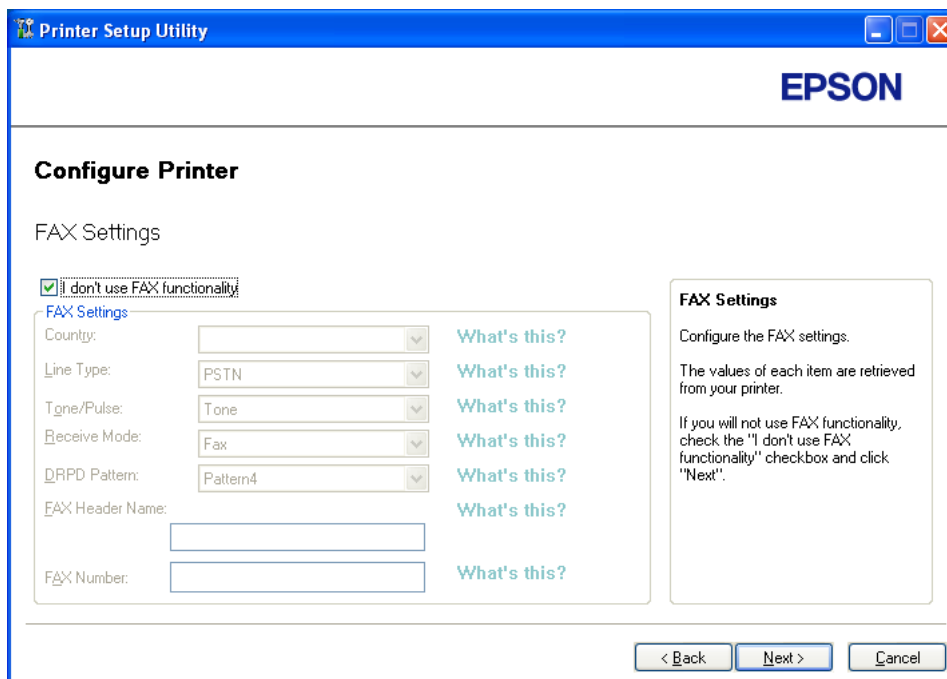 Printer Setup Utility
EPSON
Configure Printer
FAX Settings
I don't use FAX functionality
FAX Settings
Country:
What's this?
Line Type:
PSTN
What's this?
Tone/Pulse:
Tone
What's this?
Receive Mode:
Fax
What's this?
DRPD Pattern:
Pattern4
What's this?
FAX Header Name:
What's this?
FAX Number:
What's this?
FAX Settings
Configure the FAX settings.
The values of each item are retrieved
from your printer.
If you will not use FAX functionality,
check the "I don't use FAX
functionality" checkbox and click
"Next".
< Back
Next >
Cancel